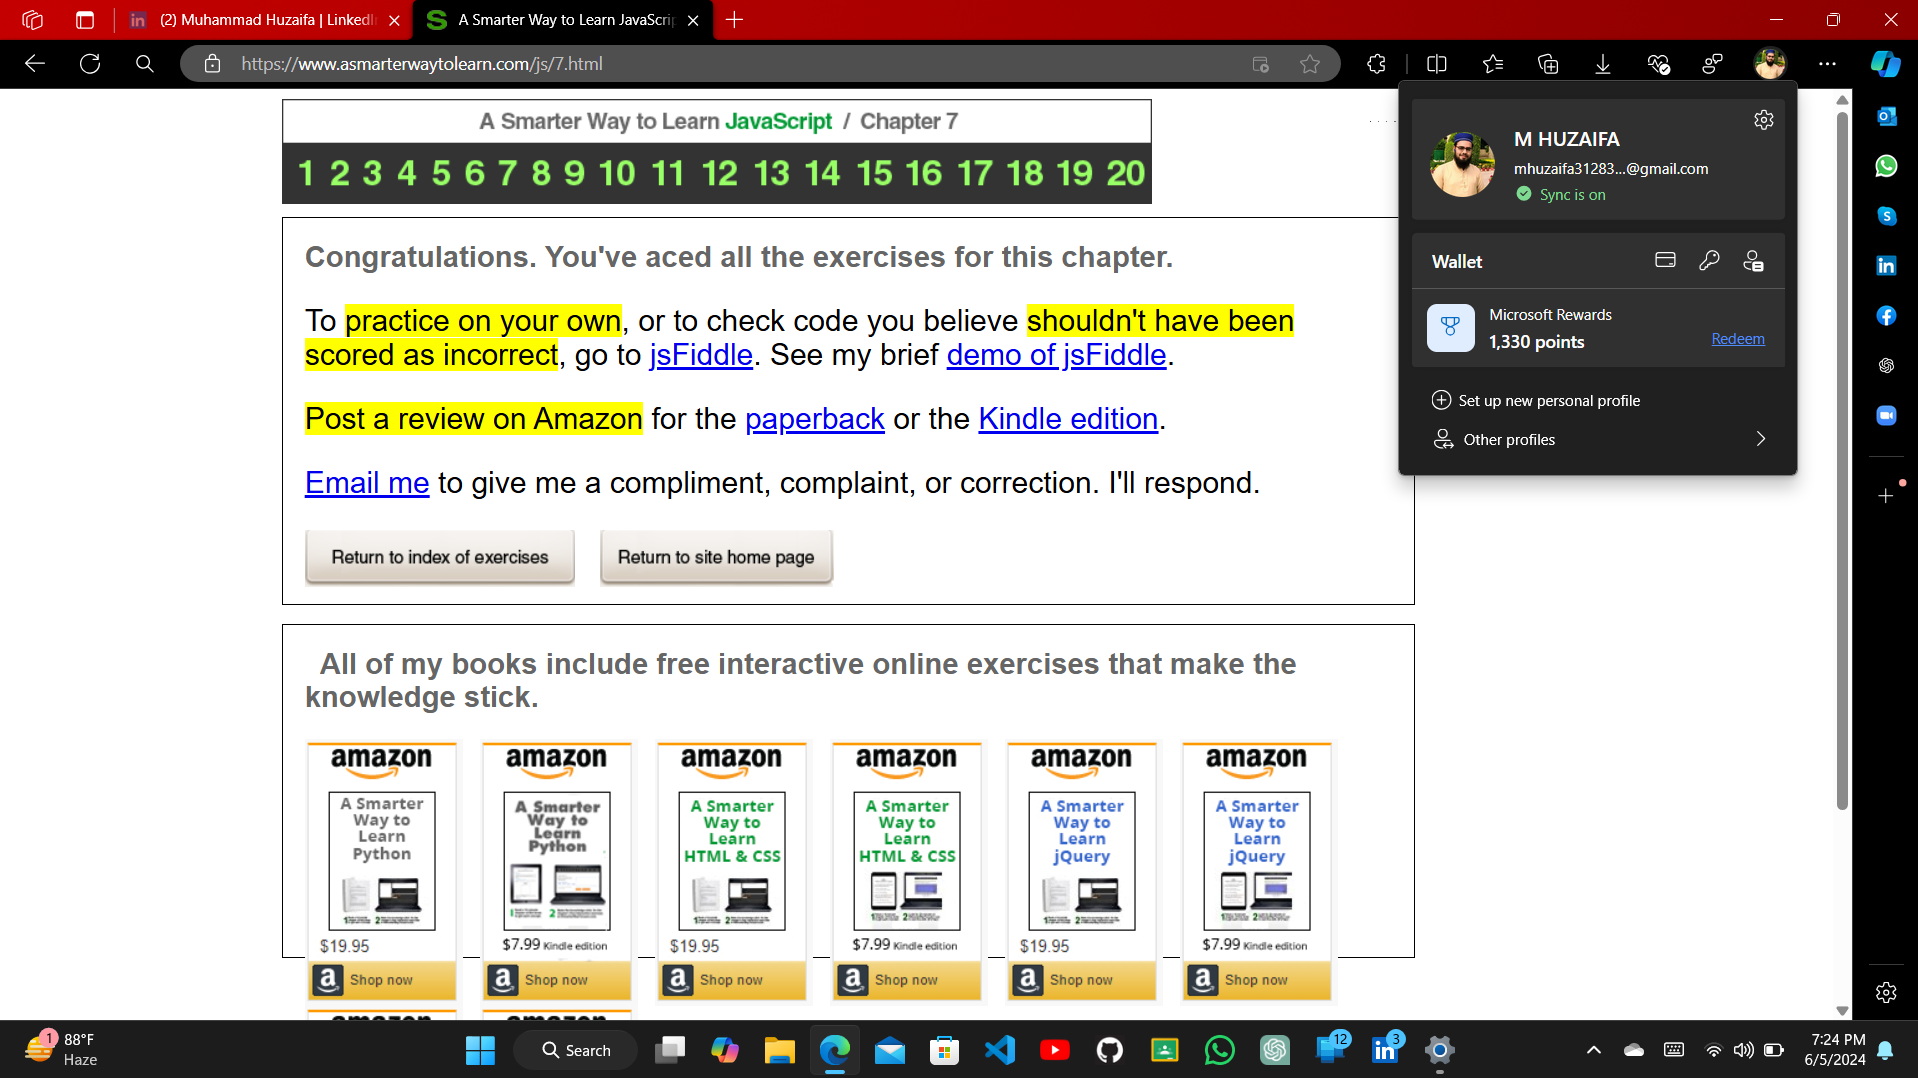 (2) Muhammad Huzaifa | LinkedIn
A Smarter Way to Learn JavaScrip
https://www.asmarterwaytolearn.com/js/7.html
A Smarter Way to Learn JavaScript / Chapter 7
1 2 3 4 5 6 7 8 9 10 11 12 13 14 15 16 17 18 19 20
M HUZAIFA
mhuzaifa31283...@gmail.com
Sync is on
Wallet
Microsoft Rewards
1,330 points
Redeem
Set up new personal profile
Other profiles
Congratulations. You've aced all the exercises for this chapter.
To practice on your own, or to check code you believe shouldn't have been
scored as incorrect, go to jsFiddle. See my brief demo of jsFiddle.
Post a review on Amazon for the paperback or the Kindle edition.
Email me to give me a compliment, complaint, or correction. I'll respond.
Return to index of exercises
Return to site home page
All of my books include free interactive online exercises that make the
knowledge stick.
amazon
A Smarter
Way to
Learn
Python
$19.95
Shop now
amazon
A Smarter
Way to
Learn
Python
$7.99 Kindle edition
Shop now
amazon
A Smarter
Way to
Learn
HTML & CSS
$19.95
Shop now
amazon
A Smarter
Way to
Learn
HTML & CSS
$7.99 Kindle edition
Shop now
amazon
A Smarter
Way to
Learn
jQuery
$19.95
Shop now
amazon
A Smarter
Way to
Learn
jQuery
$7.99 Kindle edition
Shop now
1
88°F
Haze
Search
12
3
7:24 PM
6/5/2024